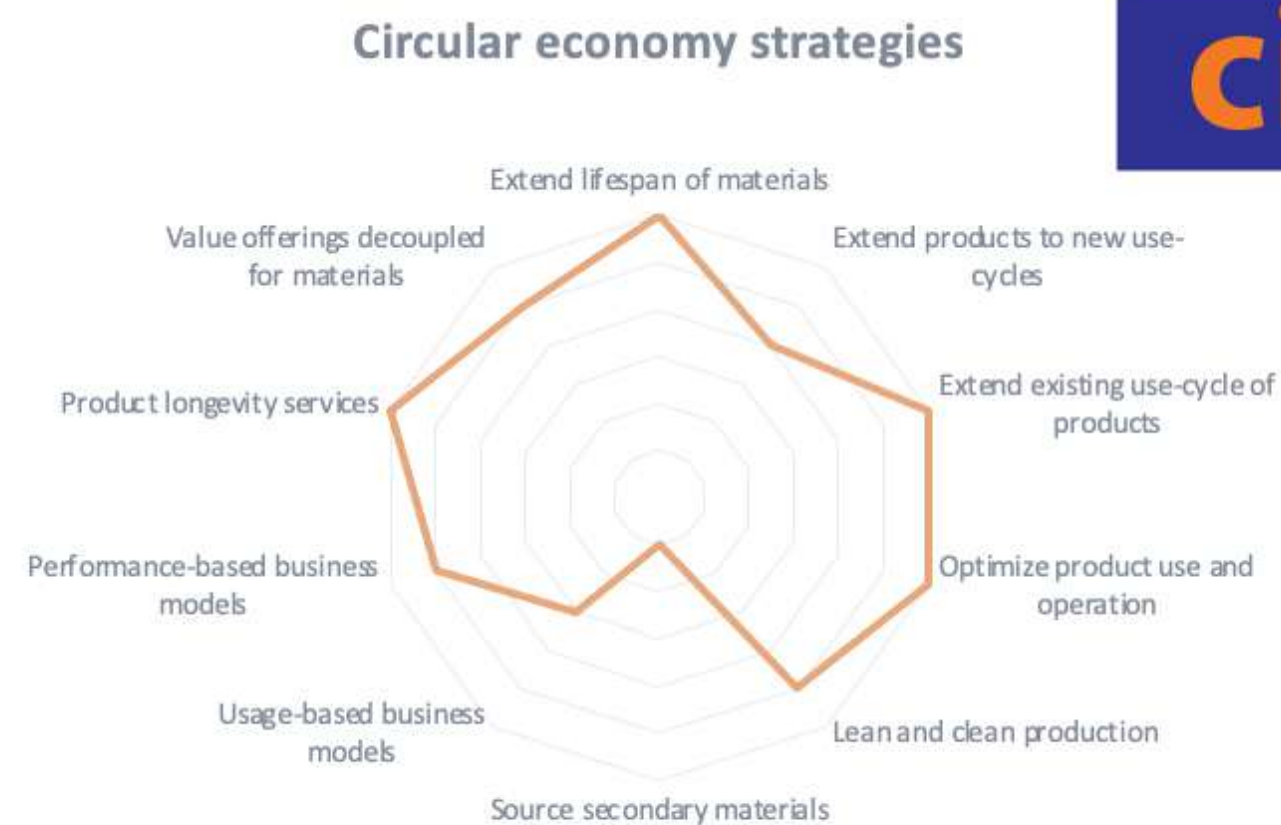 Circular economy strategies
Extend lifespan of materials
Value offerings decoupled
for materials
Extend products to new use-
cycles
Product longevity services
Extend existing use-cycle of
products
Performance-based business
models
Optimize product use and
operation
Usage-based business
models
Lean and clean production
Source secondary materials